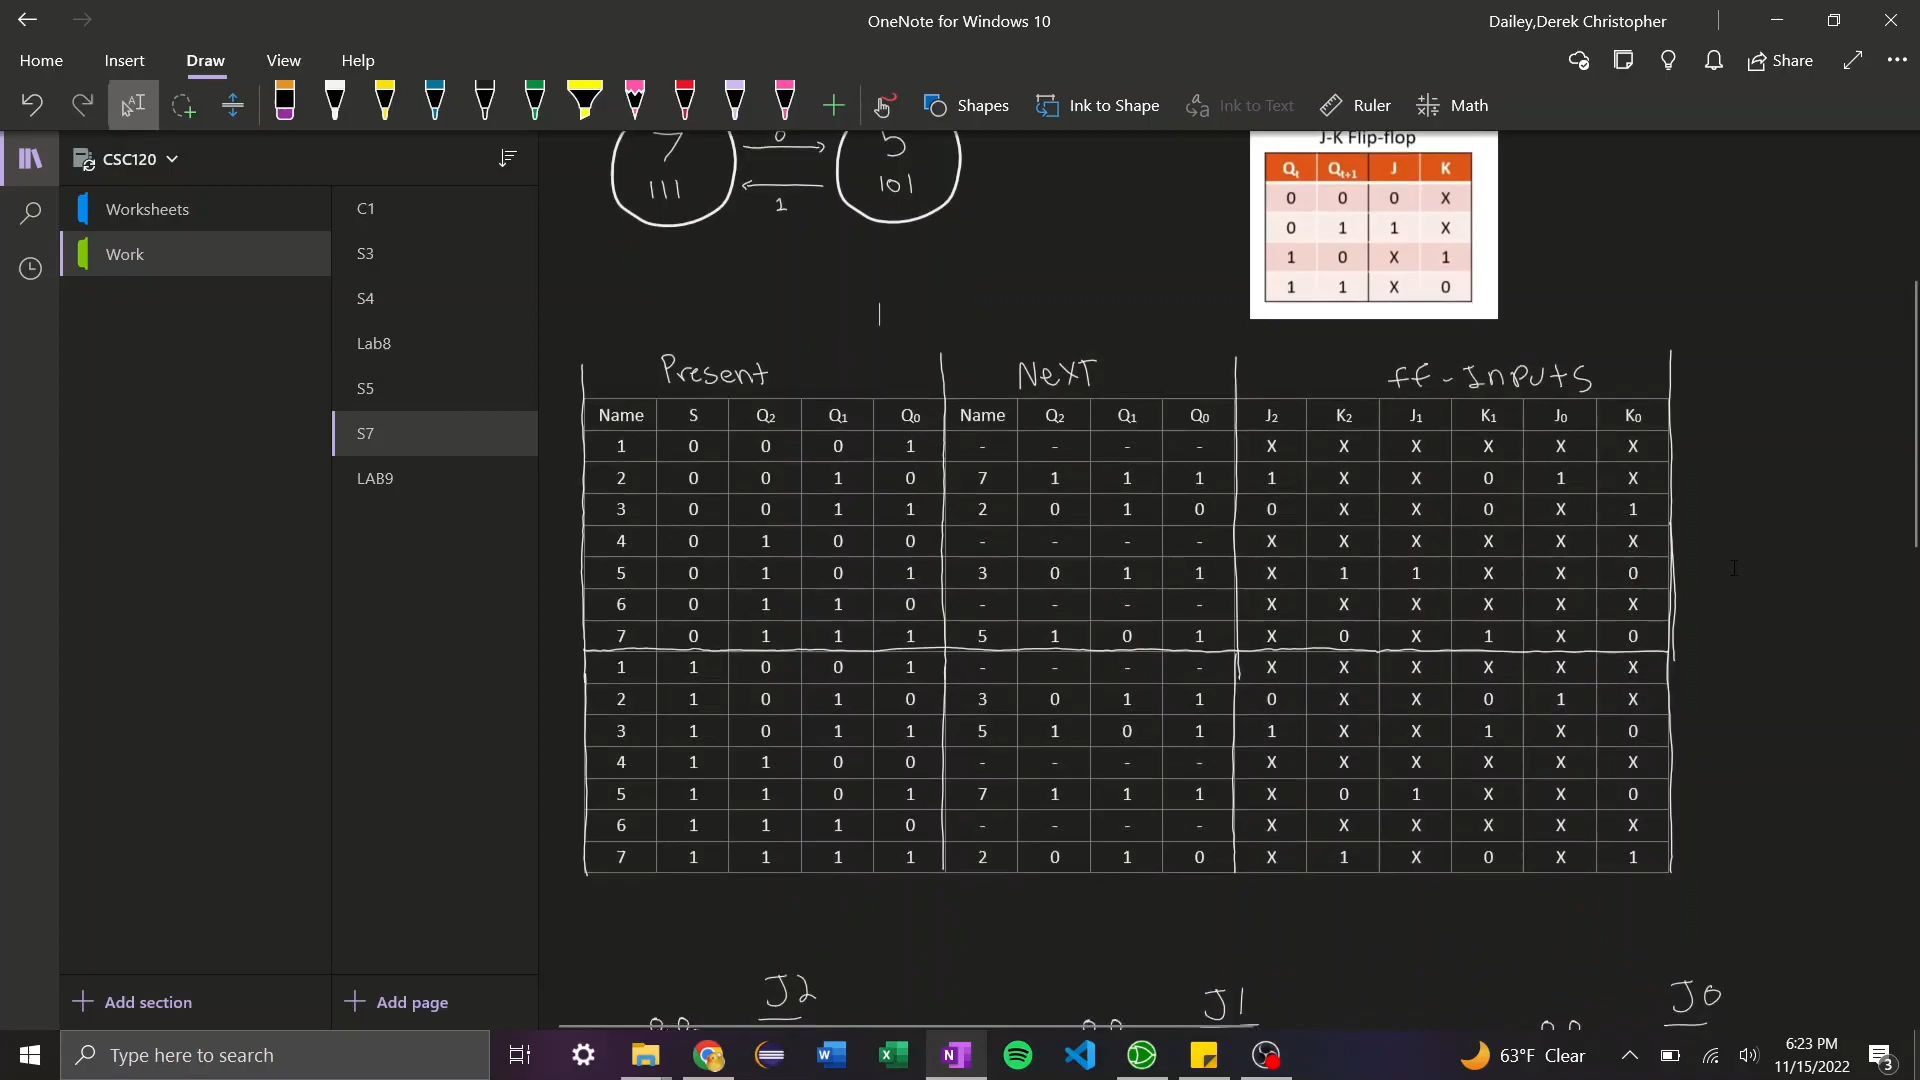 OneNote for Windows 10
Dailey,Derek Christopher
Home Insert Draw View Help
Share
Shapes Ink to Shape Ink to Text Ruler Math
CSC120
Worksheets
Work
C1
S3
S4
Lab8
S5
S7
LAB9
7 0 5
111 101
1
J-K Flip-flop
Qt Qt+1 J K
0 0 0 X
0 1 1 X
1 0 X 1
1 1 X 0
Present NeXT ff-Inputs
Name S Q2 Q1 Q0 Name Q2 Q1 Q0 J2 K2 J1 K1 J0 K0
1 0 0 0 1 - - - - X X X X X X
2 0 0 1 0 7 1 1 1 1 X X 0 1 X
3 0 0 1 1 2 0 1 0 0 X X 0 X 1
4 0 1 0 0 - - - - X X X X X X
5 0 1 0 1 3 0 1 1 X 1 1 X X 0
6 0 1 1 0 - - - - X X X X X X
7 0 1 1 1 5 1 0 1 X 0 X 1 X 0
1 1 0 0 1 - - - - X X X X X X
2 1 0 1 0 3 0 1 1 0 X X 0 1 X
3 1 0 1 1 5 1 0 1 1 X X 1 X 0
4 1 1 0 0 - - - - X X X X X X
5 1 1 0 1 7 1 1 1 X 0 1 X X 0
6 1 1 1 0 - - - - X X X X X X
7 1 1 1 1 2 0 1 0 X 1 X 0 X 1
J2 J1 J0
Add section
Add page
Type here to search
63°F Clear
6:23 PM
11/15/2022
3